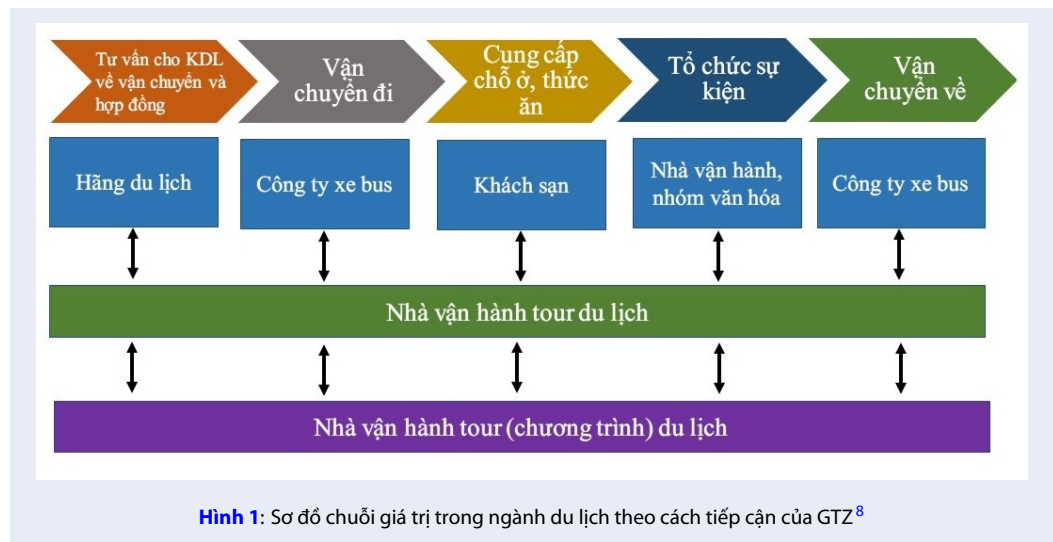 Tư vấn cho KDL
về vận chuyển và
hợp đồng
Vận
chuyển đi
Cung cấp
chỗ ở, thức
ăn
Tổ chức sự
kiện
Vận
chuyển về
Hãng du lịch
Công ty xe bus
Khách sạn
Nhà vận hành,
nhóm văn hóa
Công ty xe bus
Nhà vận hành tour du lịch
Nhà vận hành tour (chương trình) du lịch
Hình 1: Sơ đồ chuỗi giá trị trong ngành du lịch theo cách tiếp cận của GTZ⁸